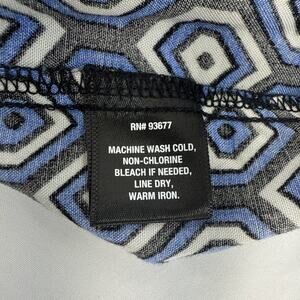 RN# 93677
MACHINE WASH COLD,
NON-CHLORINE
BLEACH IF NEEDED,
LINE DRY,
WARM IRON.